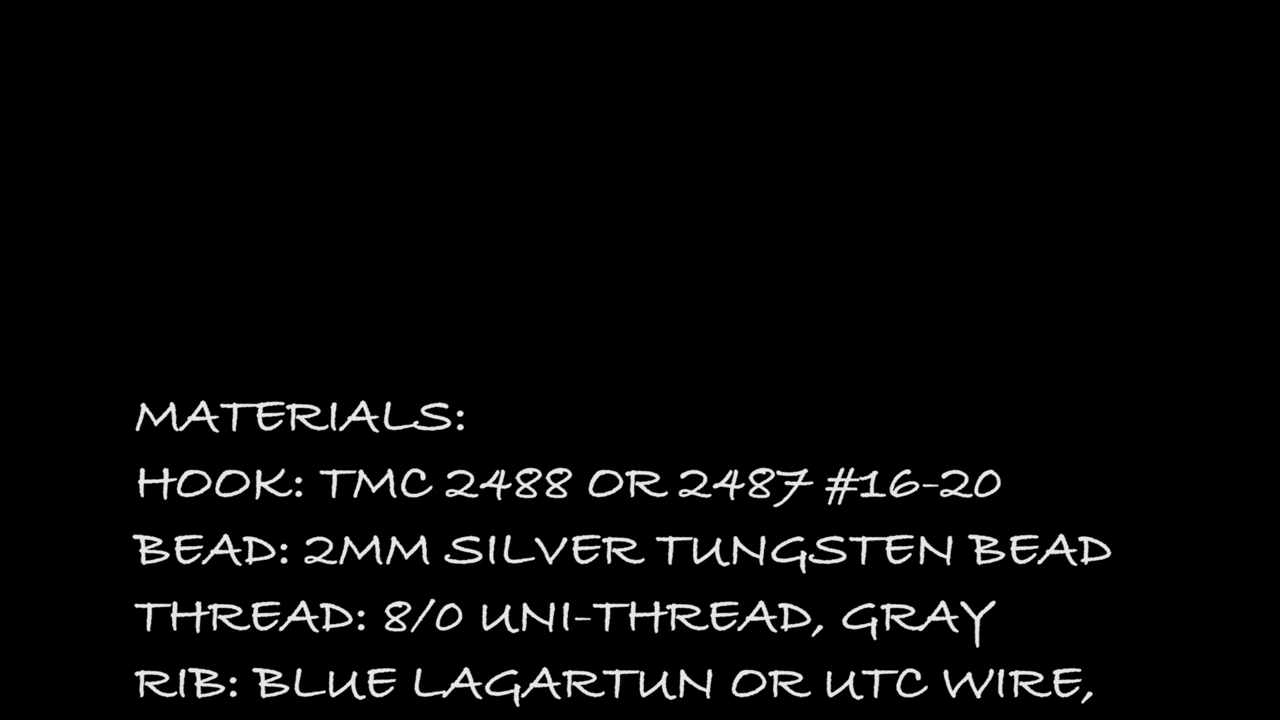 MATERIALS:
HOOK: TMC 2488 OR 2487 #16-20
BEAD: 2MM SILVER TUNGSTEN BEAD
THREAD: 8/0 UNI-THREAD, GRAY
RIB: BLUE LAGARTUN OR UTC WIRE,